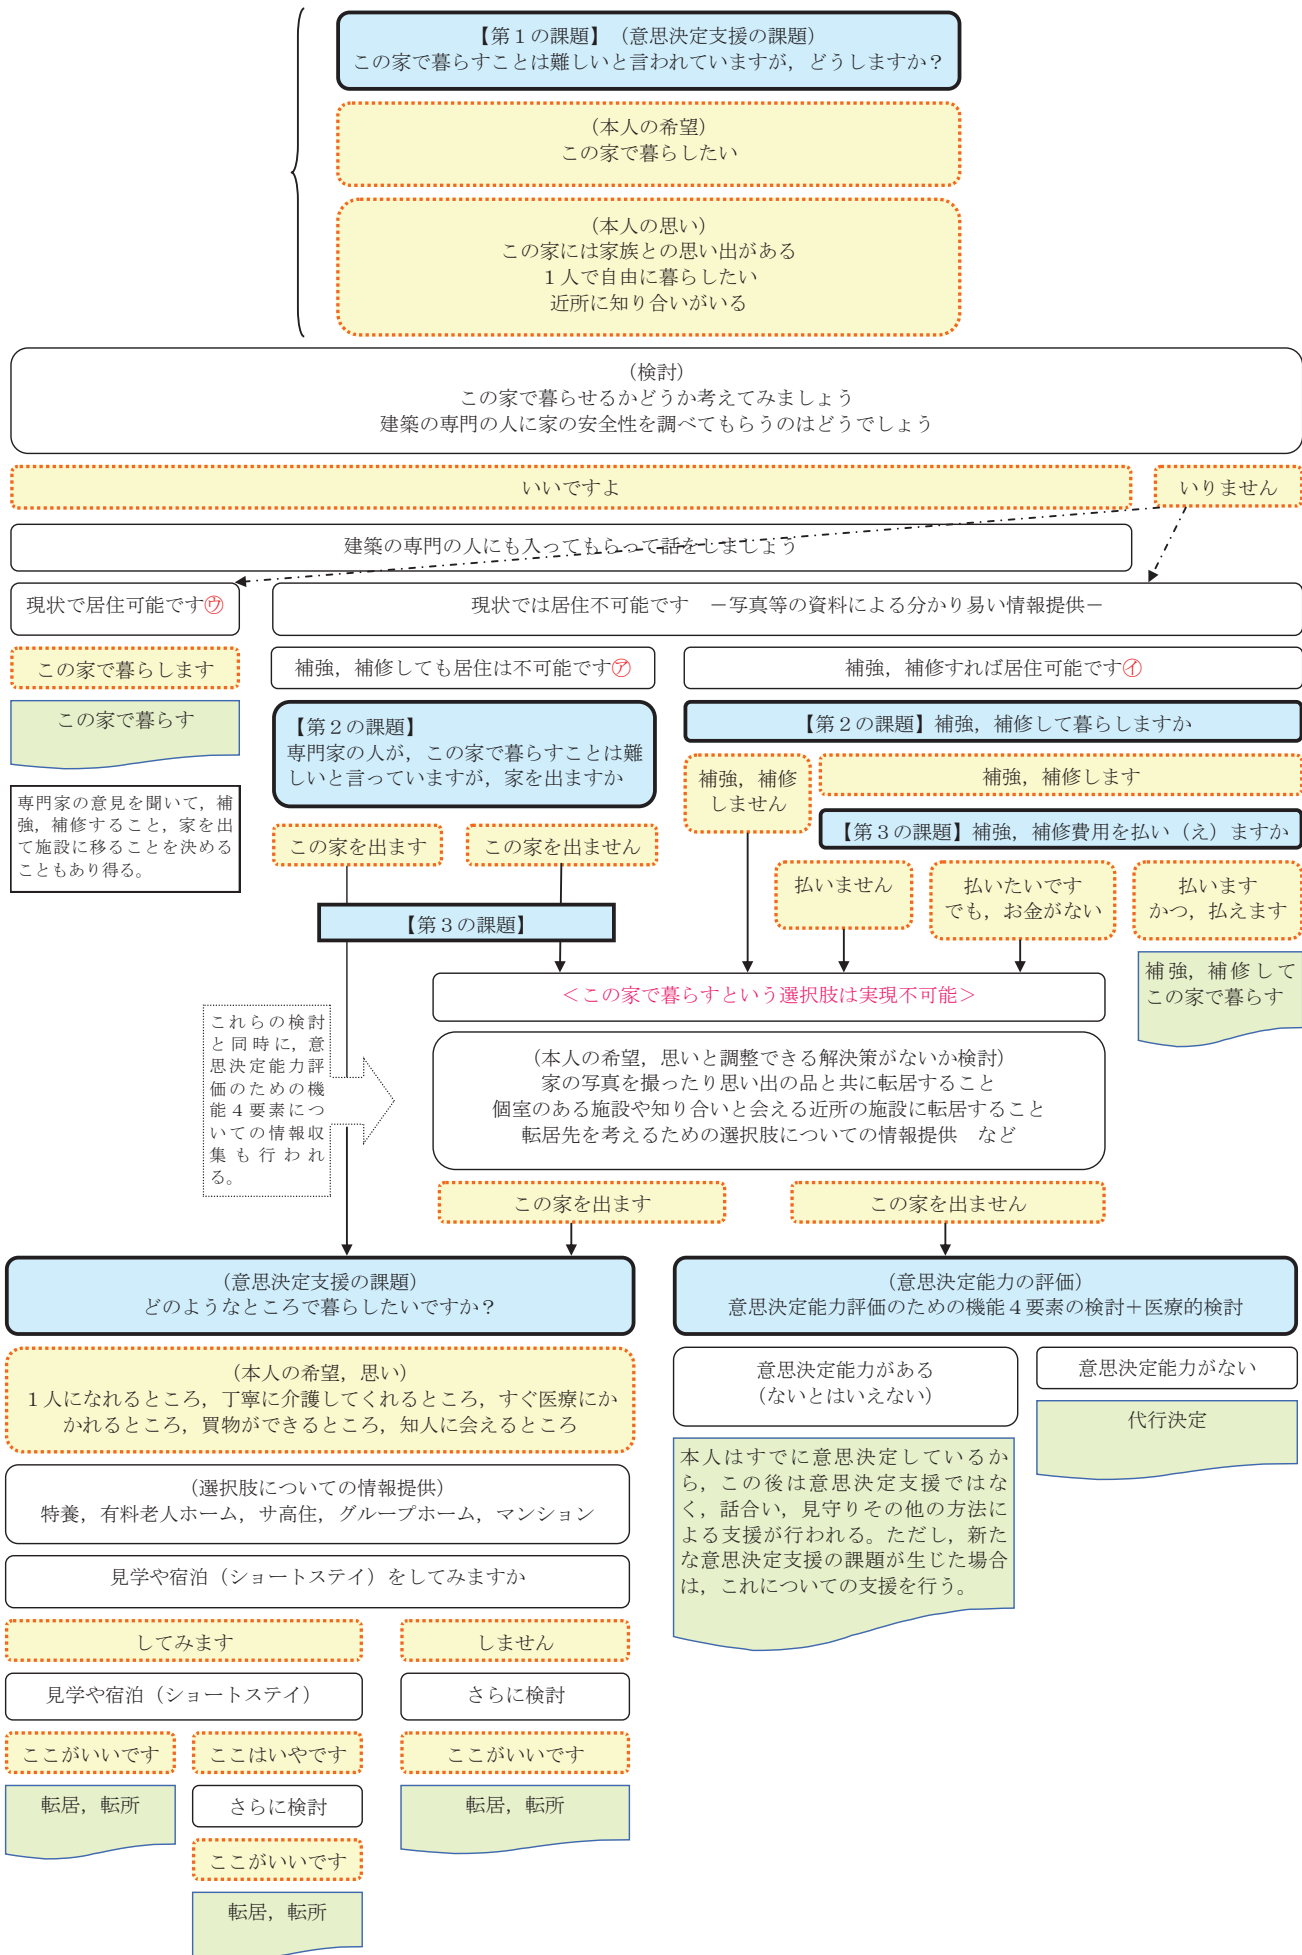 【第1の課題】（意思決定支援の課題）
この家で暮らすことは難しいと言われていますが，どうしますか？
（本人の希望）
この家で暮らしたい
（本人の思い）
この家には家族との思い出がある
１人で自由に暮らしたい
近所に知り合いがいる
（検討）
この家で暮らせるかどうか考えてみましょう
建築の専門の人に家の安全性を調べてもらうのはどうでしょう
いいですよ
いりません
建築の専門の人にも入ってもらって話をしましょう
現状で居住可能です㋒
現状では居住不可能です　－写真等の資料による分かり易い情報提供－
この家で暮らします
補強，補修しても居住は不可能です㋐
補強，補修すれば居住可能です㋑
この家で暮らす
【第２の課題】
専門家の人が，この家で暮らすことは難
しいと言っていますが，家を出ますか
【第２の課題】補強，補修して暮らしますか
補強，補修
しません
補強，補修します
専門家の意見を聞いて，補
強，補修すること，家を出
て施設に移ることを決める
こともあり得る。
【第３の課題】補強，補修費用を払い（え）ますか
この家を出ます
この家を出ません
払いません
払いたいです
でも，お金がない
払います
かつ，払えます
【第３の課題】
補強，補修して
この家で暮らす
＜この家で暮らすという選択肢は実現不可能＞
これらの検討
と同時に，意
思決定能力評
価のための機
能４要素につ
いての情報収
集も行われ
る。
（本人の希望，思いと調整できる解決策がないか検討）
家の写真を撮ったり思い出の品と共に転居すること
個室のある施設や知り合いと会える近所の施設に転居すること
転居先を考えるための選択肢についての情報提供　など
この家を出ます
この家を出ません
（意思決定支援の課題）
どのようなところで暮らしたいですか？
（意思決定能力の評価）
意思決定能力評価のための機能４要素の検討＋医療的検討
（本人の希望，思い）
１人になれるところ，丁寧に介護してくれるところ，すぐ医療にか
かれるところ，買物ができるところ，知人に会えるところ
意思決定能力がある
（ないとはいえない）
意思決定能力がない
代行決定
本人はすでに意思決定しているか
ら，この後は意思決定支援ではな
く，話合い，見守りその他の方法に
よる支援が行われる。ただし，新た
な意思決定支援の課題が生じた場合
は，これについての支援を行う。
（選択肢についての情報提供）
特養，有料老人ホーム，サ高住，グループホーム，マンション
見学や宿泊（ショートステイ）をしてみますか
してみます
しません
見学や宿泊（ショートステイ）
さらに検討
ここがいいです
ここはいやです
ここがいいです
転居，転所
さらに検討
転居，転所
ここがいいです
転居，転所